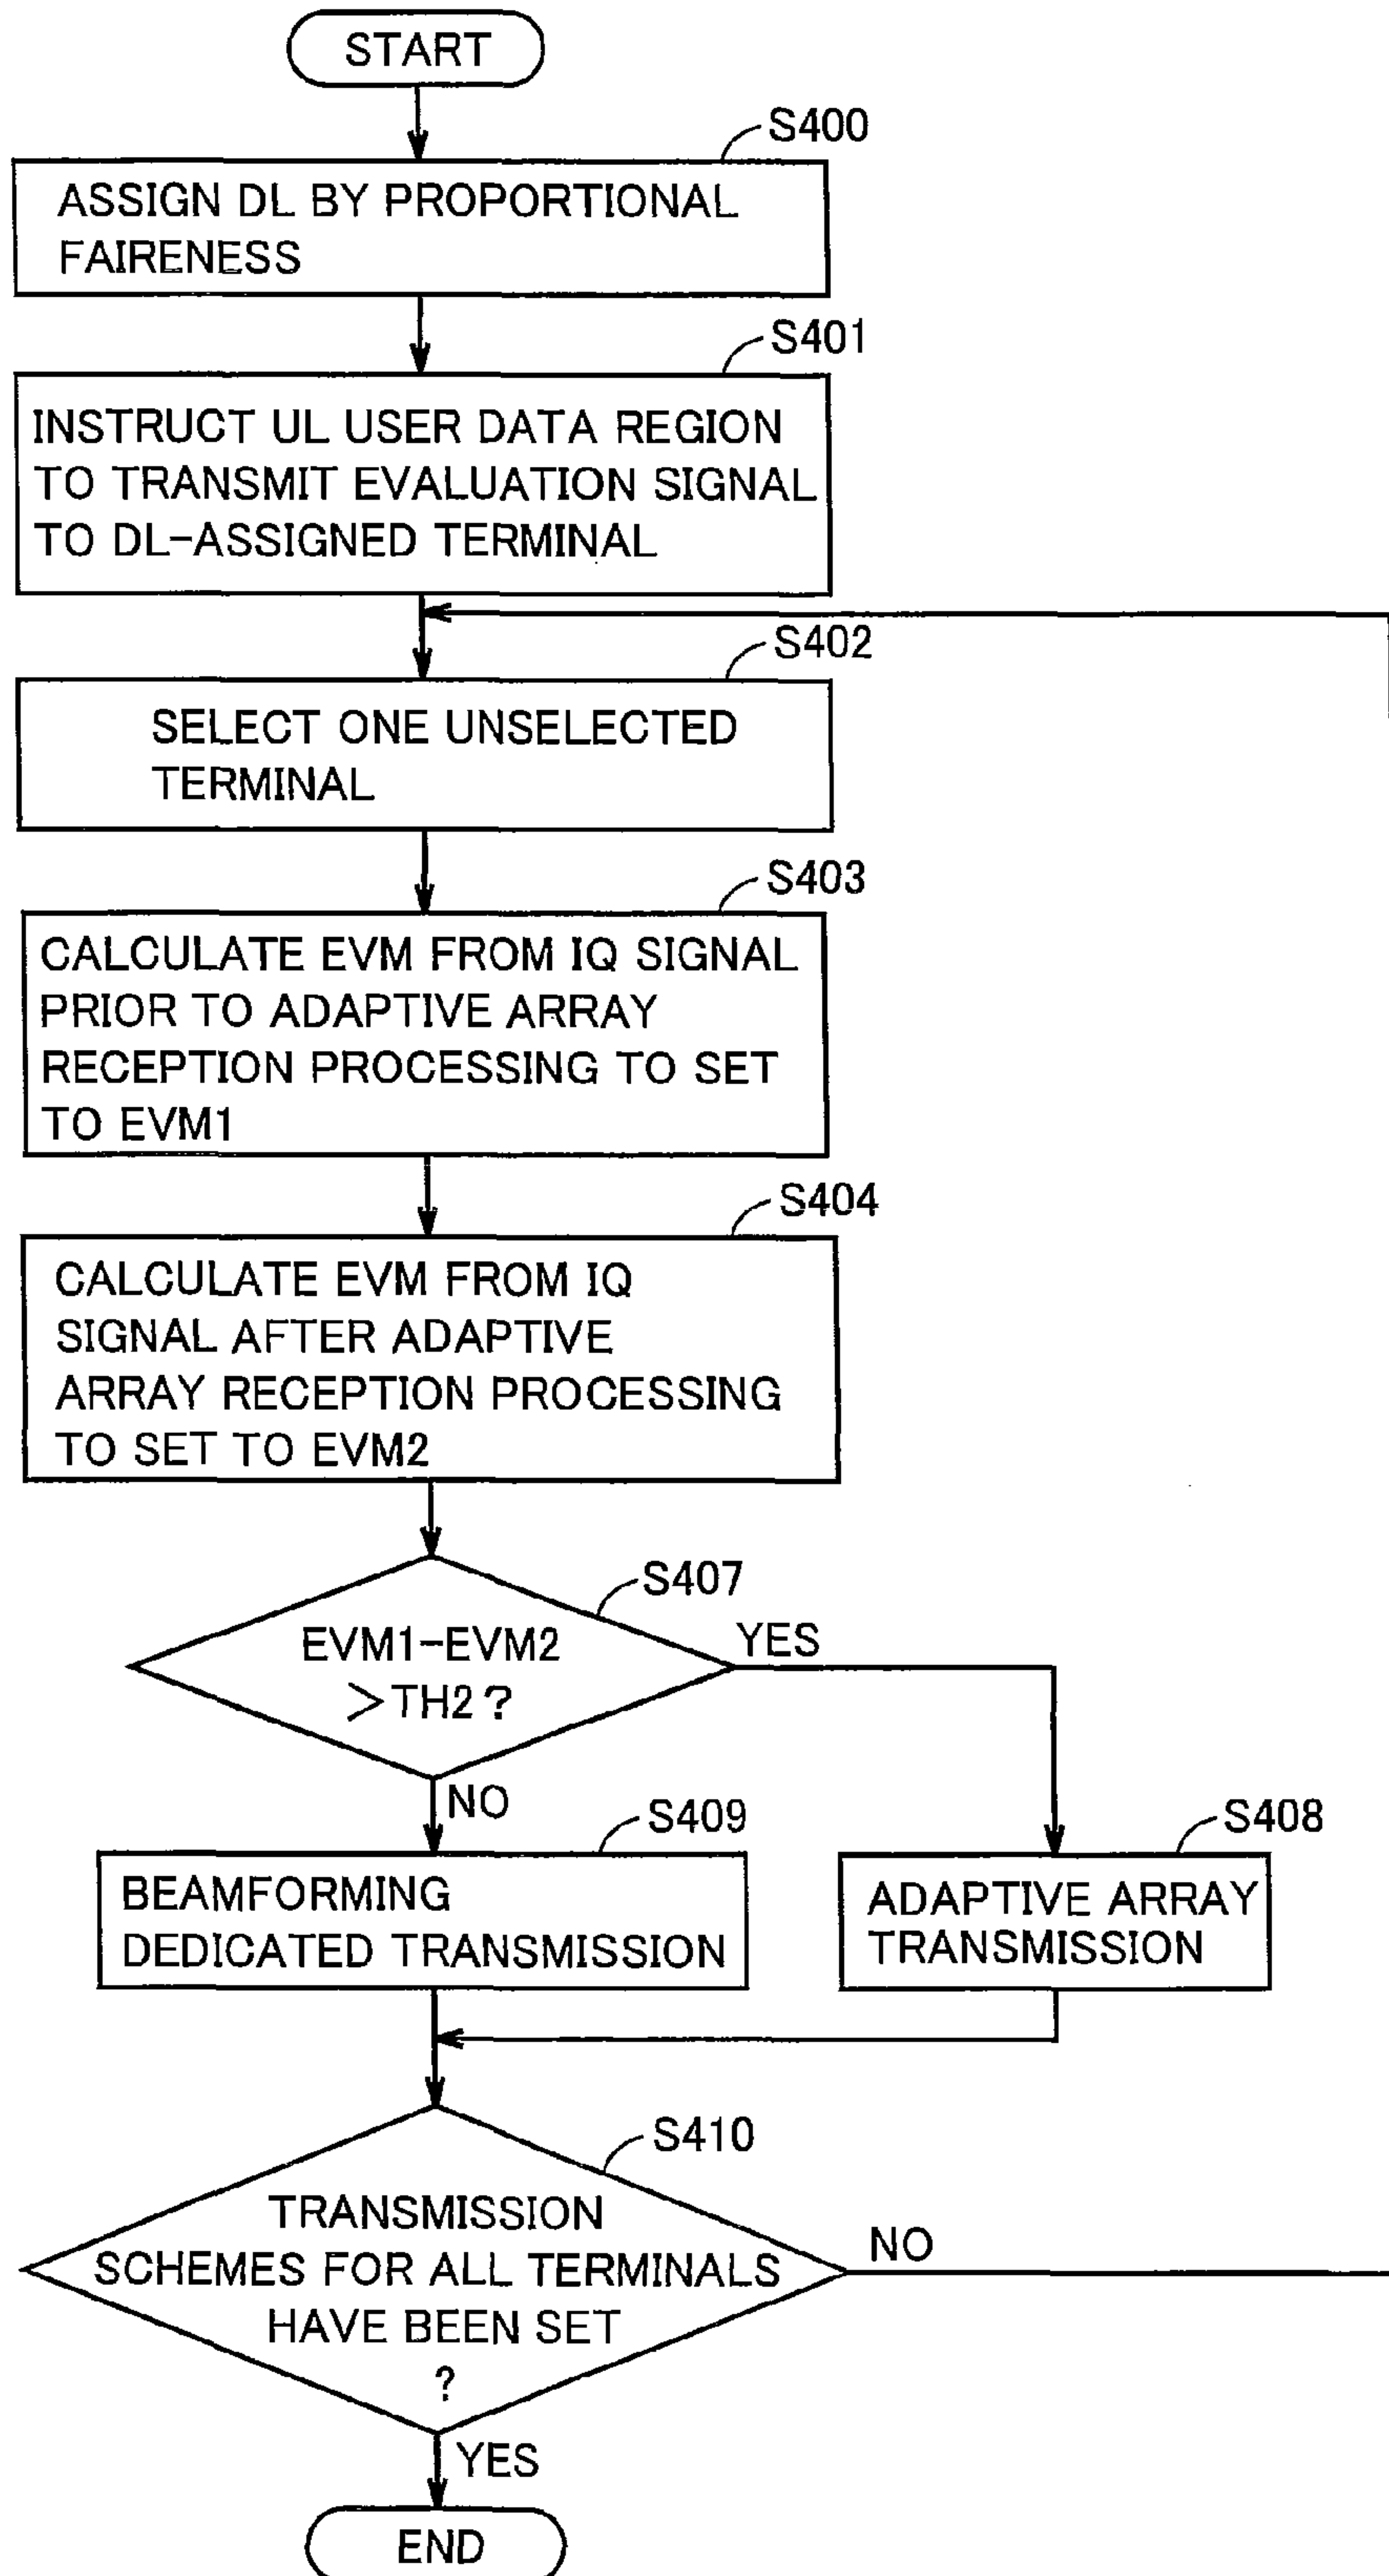 START
S400
ASSIGN DL BY PROPORTIONAL
FAIRENESS
S401
INSTRUCT UL USER DATA REGION
TO TRANSMIT EVALUATION SIGNAL
TO DL-ASSIGNED TERMINAL
S402
SELECT ONE UNSELECTED
TERMINAL
S403
CALCULATE EVM FROM IQ SIGNAL
PRIOR TO ADAPTIVE ARRAY
RECEPTION PROCESSING TO SET
TO EVM1
S404
CALCULATE EVM FROM IQ
SIGNAL AFTER ADAPTIVE
ARRAY RECEPTION PROCESSING
TO SET TO EVM2
S407
EVM1-EVM2
>TH2?
YES
NO
S409
BEAMFORMING
DEDICATED TRANSMISSION
S408
ADAPTIVE ARRAY
TRANSMISSION
S410
TRANSMISSION
SCHEMES FOR ALL TERMINALS
HAVE BEEN SET
?
NO
YES
END